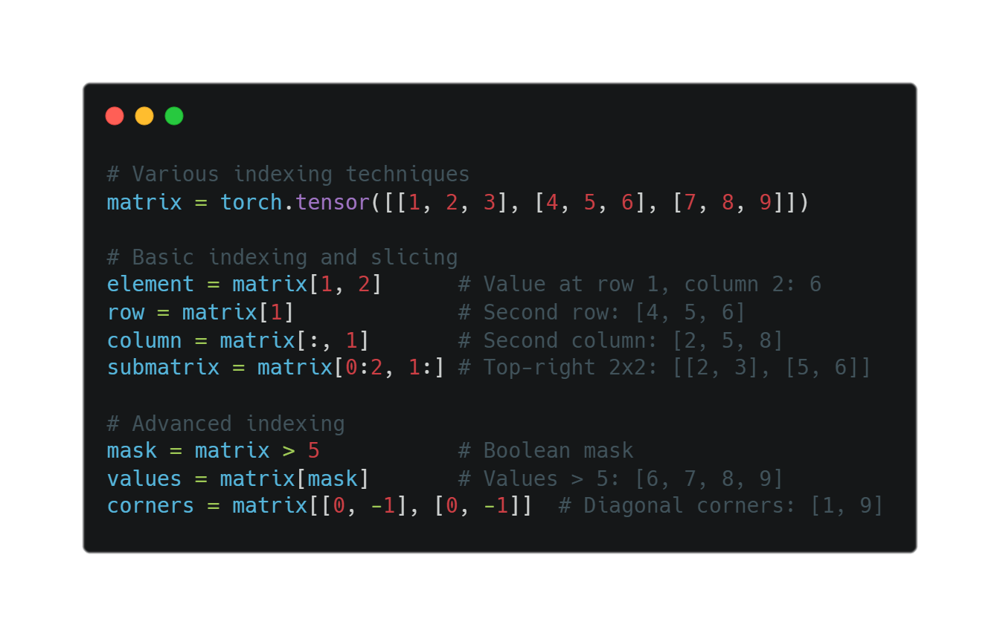 # Various indexing techniques
matrix = torch.tensor([[1, 2, 3], [4, 5, 6], [7, 8, 9]])

# Basic indexing and slicing
element = matrix[1, 2]      # Value at row 1, column 2: 6
row = matrix[1]             # Second row: [4, 5, 6]
column = matrix[:, 1]       # Second column: [2, 5, 8]
submatrix = matrix[0:2, 1:] # Top-right 2x2: [[2, 3], [5, 6]]

# Advanced indexing
mask = matrix > 5           # Boolean mask
values = matrix[mask]       # Values > 5: [6, 7, 8, 9]
corners = matrix[[0, -1], [0, -1]]  # Diagonal corners: [1, 9]